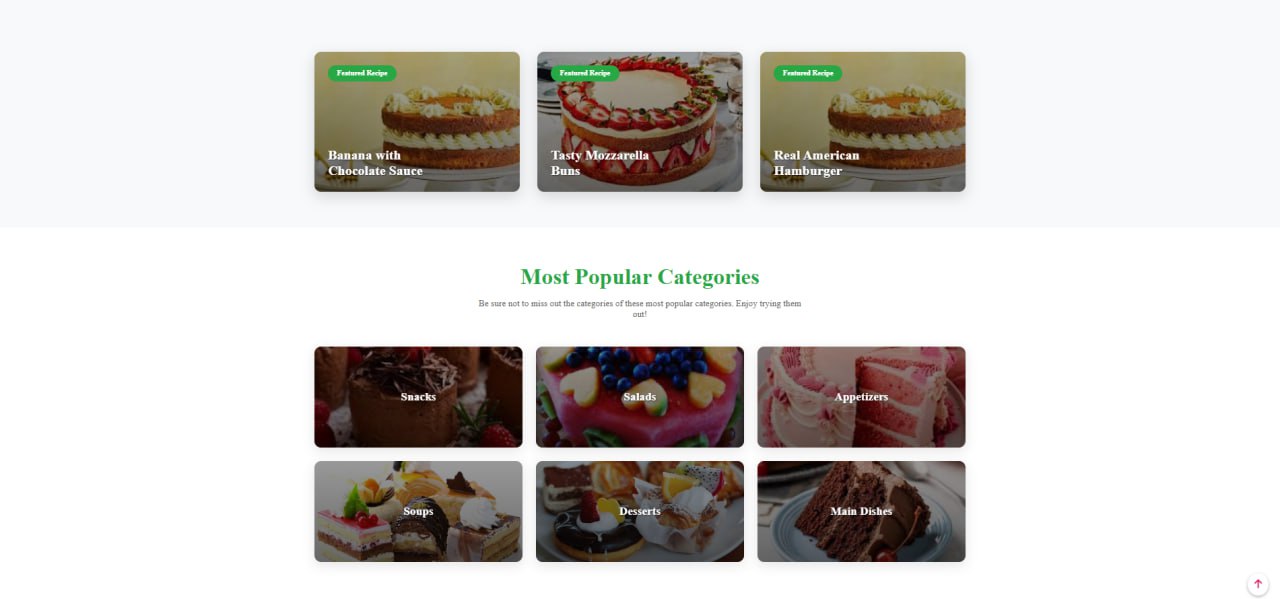 Featured Recipe
Banana with
Chocolate Sauce
Featured Recipe
Tasty Mozzarella
Buns
Featured Recipe
Real American
Hamburger
Most Popular Categories
Be sure not to miss out the categories of these most popular categories. Enjoy trying them
out!
Snacks
Salads
Appetizers
Soups
Desserts
Main Dishes